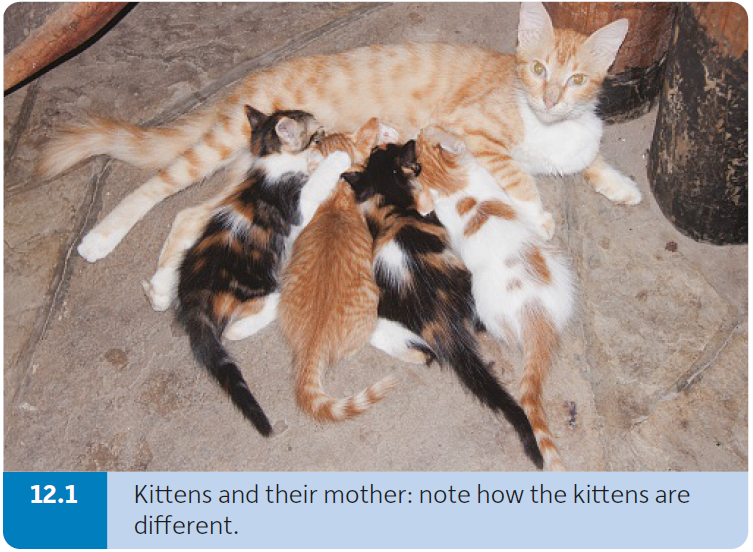 12.1
Kittens and their mother: note how the kittens are
different.